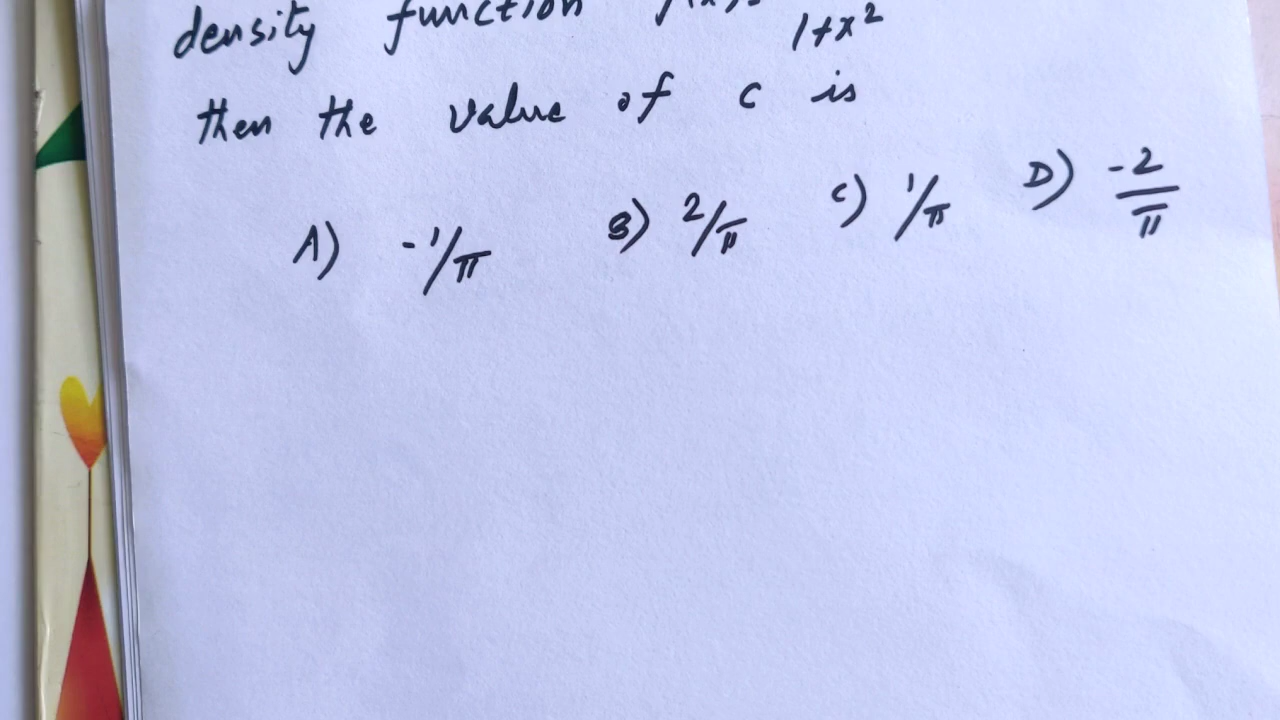 density function
1+x²
then the value of c is
A) -1/π B) 2/π C) 1/π D) -2/π